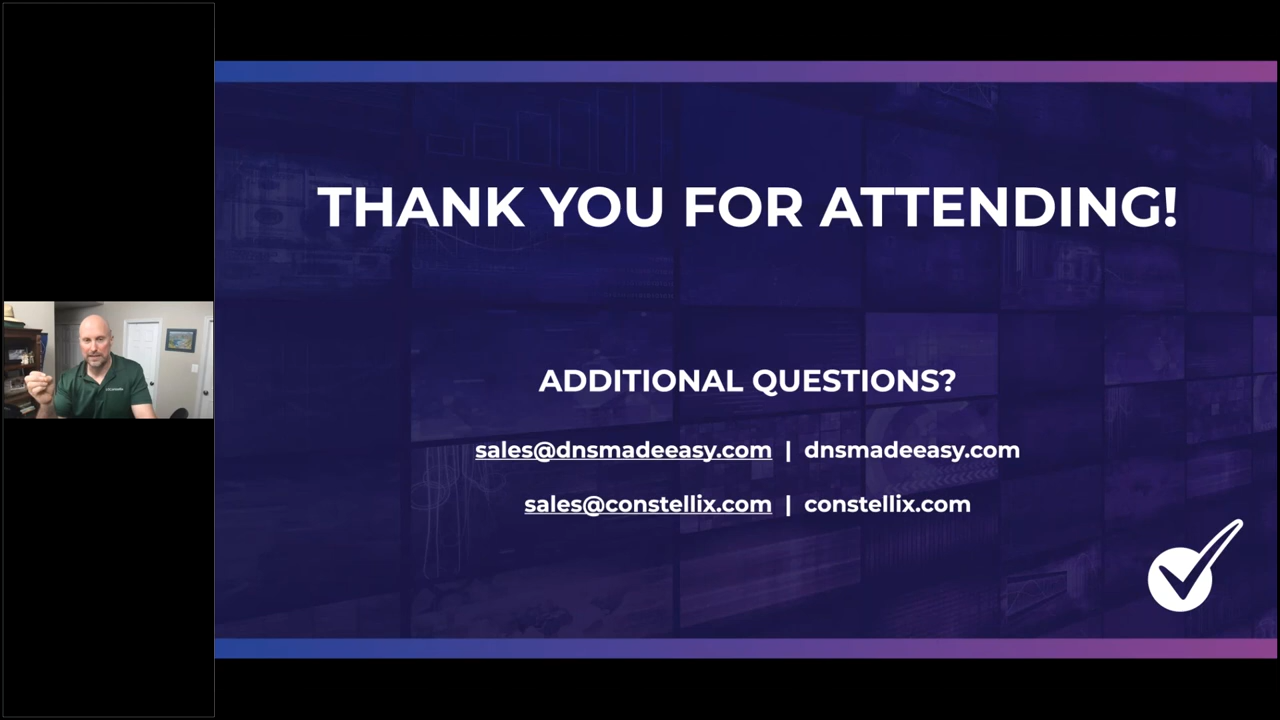 THANK YOU FOR ATTENDING!
ADDITIONAL QUESTIONS?
sales@dnsmadeeasy.com | dnsmadeeasy.com
sales@constellix.com | constellix.com